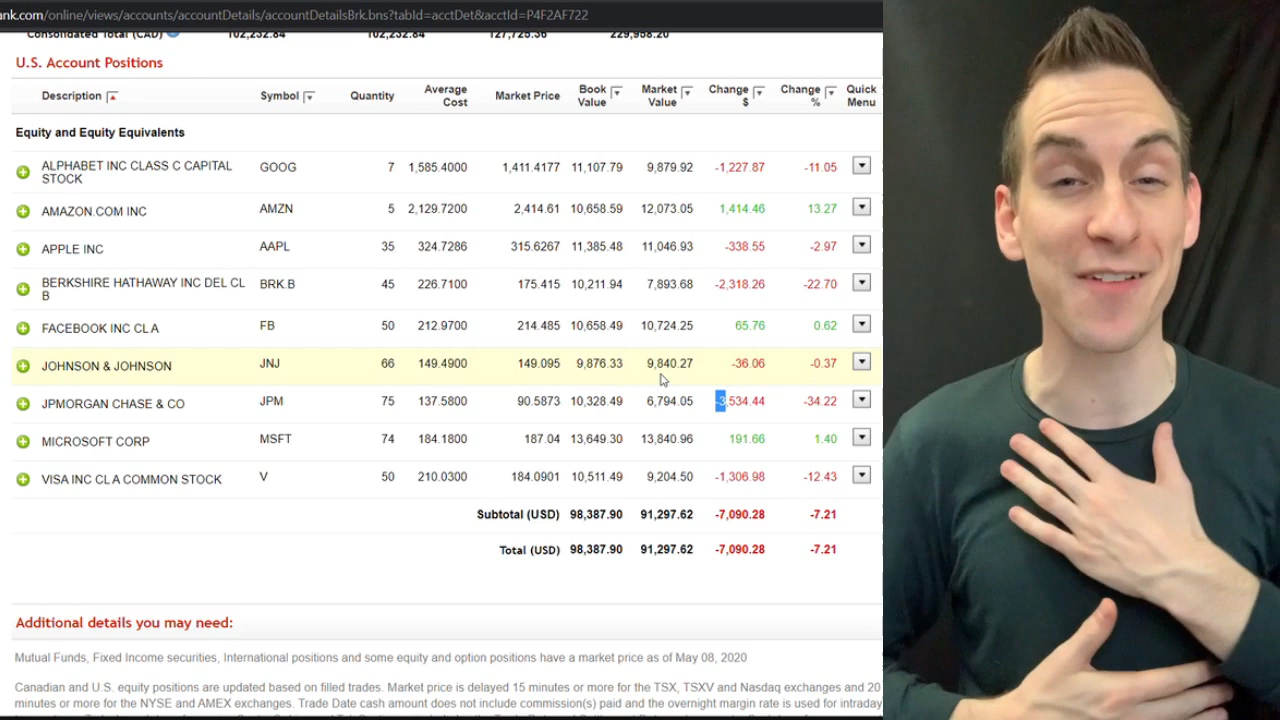 ank.com/online/views/accounts/accountDetails/accountDetailsBrk.bns?tabId=acctDet&acctId=P4F2AF722
Consolidated Total (CAD) 102,232.84 102,232.84 127,725.36 229,958.20
U.S. Account Positions
Description Symbol Quantity Average Cost Market Price Book Value Market Value Change $ Change % Quick Menu
Equity and Equity Equivalents
ALPHABET INC CLASS C CAPITAL STOCK GOOG 7 1,585.4000 1,411.4177 11,107.79 9,879.92 -1,227.87 -11.05
AMAZON.COM INC AMZN 5 2,129.7200 2,414.61 10,658.59 12,073.05 1,414.46 13.27
APPLE INC AAPL 35 324.7286 315.6267 11,385.48 11,046.93 -338.55 -2.97
BERKSHIRE HATHAWAY INC DEL CL B BRK.B 45 226.7100 175.415 10,211.94 7,893.68 -2,318.26 -22.70
FACEBOOK INC CL A FB 50 212.9700 214.485 10,658.49 10,724.25 65.76 0.62
JOHNSON & JOHNSON JNJ 66 149.4900 149.095 9,876.33 9,840.27 -36.06 -0.37
JPMORGAN CHASE & CO JPM 75 137.5800 90.5873 10,328.49 6,794.05 -3,534.44 -34.22
MICROSOFT CORP MSFT 74 184.1800 187.04 13,649.30 13,840.96 191.66 1.40
VISA INC CL A COMMON STOCK V 50 210.0300 184.0901 10,511.49 9,204.50 -1,306.98 -12.43
Subtotal (USD) 98,387.90 91,297.62 -7,090.28 -7.21
Total (USD) 98,387.90 91,297.62 -7,090.28 -7.21
Additional details you may need:
Mutual Funds, Fixed Income securities, International positions and some equity and option positions have a market price as of May 08, 2020
Canadian and U.S. equity positions are updated based on filled trades. Market price is delayed 15 minutes or more for the TSX, TSXV and Nasdaq exchanges and 20
minutes or more for the NYSE and AMEX exchanges. Trade Date cash amount does not include commission(s) paid and the overnight margin rate is used for intraday